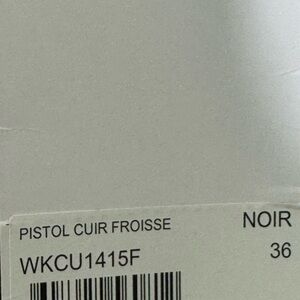 PISTOL CUIR FROISSE NOIR
WKCU1415F 36